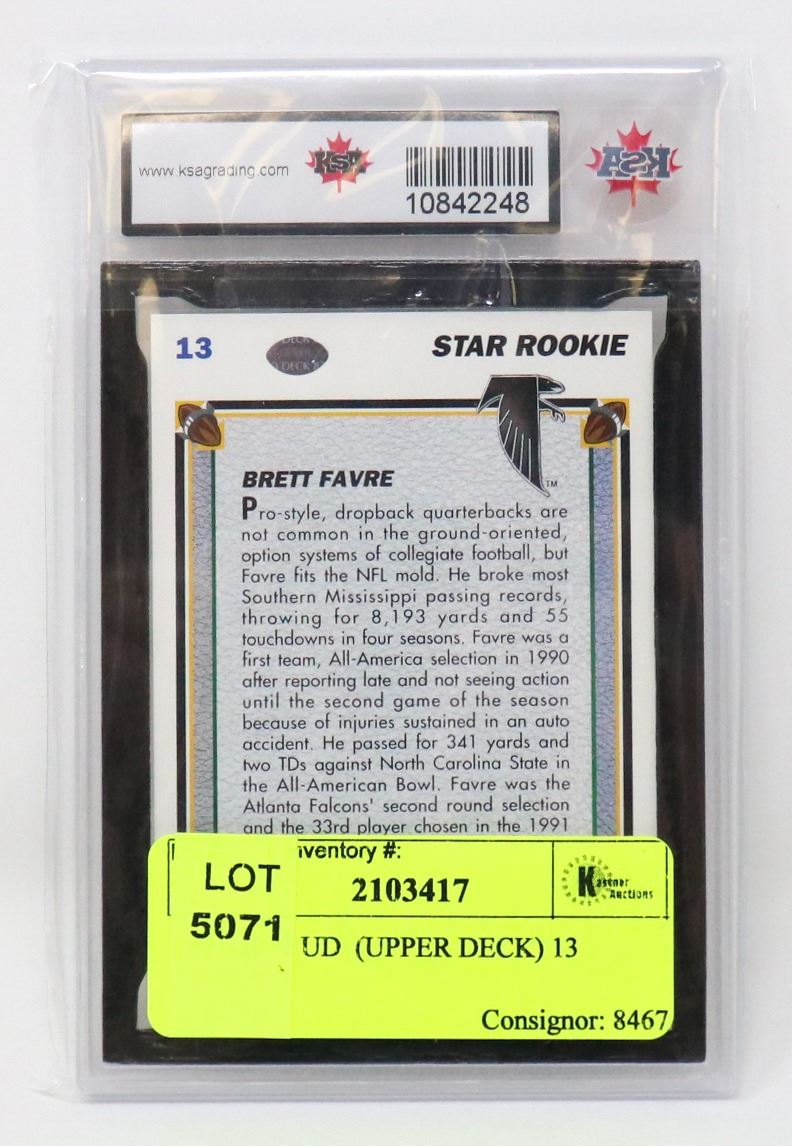 www.ksagrading.com
KSA
10842248
KSA
13
STAR ROOKIE
BRETT FAVRE
Pro-style, dropback quarterbacks are
not common in the ground-oriented,
option systems of collegiate football, but
Favre fits the NFL mold. He broke most
Southern Mississippi passing records,
throwing for 8,193 yards and 55
touchdowns in four seasons. Favre was a
first team, All-America selection in 1990
after reporting late and not seeing action
until the second game of the season
because of injuries sustained in an auto
accident. He passed for 341 yards and
two TDs against North Carolina State in
the All-American Bowl. Favre was the
Atlanta Falcons' second round selection
and the 33rd player chosen in the 1991
TM
LOT
5071
nventory #:
2103417
Kastner
Auctions
UD (UPPER DECK) 13
Consignor: 8467